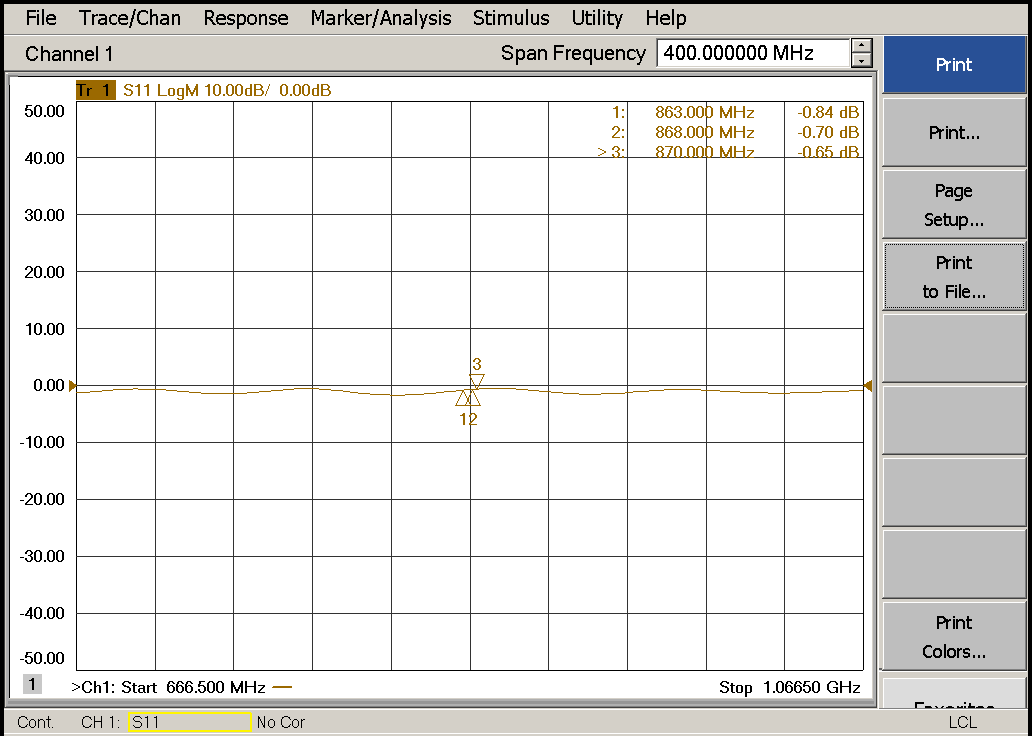 File Trace/Chan Response Marker/Analysis Stimulus Utility Help
Channel 1 Span Frequency 400.000000 MHz
Tr 1 S11 LogM 10.00dB/ 0.00dB
1: 863.000 MHz -0.84 dB
2: 868.000 MHz -0.70 dB
> 3: 870.000 MHz -0.65 dB
50.00
40.00
30.00
20.00
10.00
0.00
-10.00
-20.00
-30.00
-40.00
-50.00
3
12
1 >Ch1: Start 666.500 MHz Stop 1.06650 GHz
Cont. CH 1: S11 No Cor LCL
Print
Print...
Page
Setup...
Print
to File...
Print
Colors...
Favorites